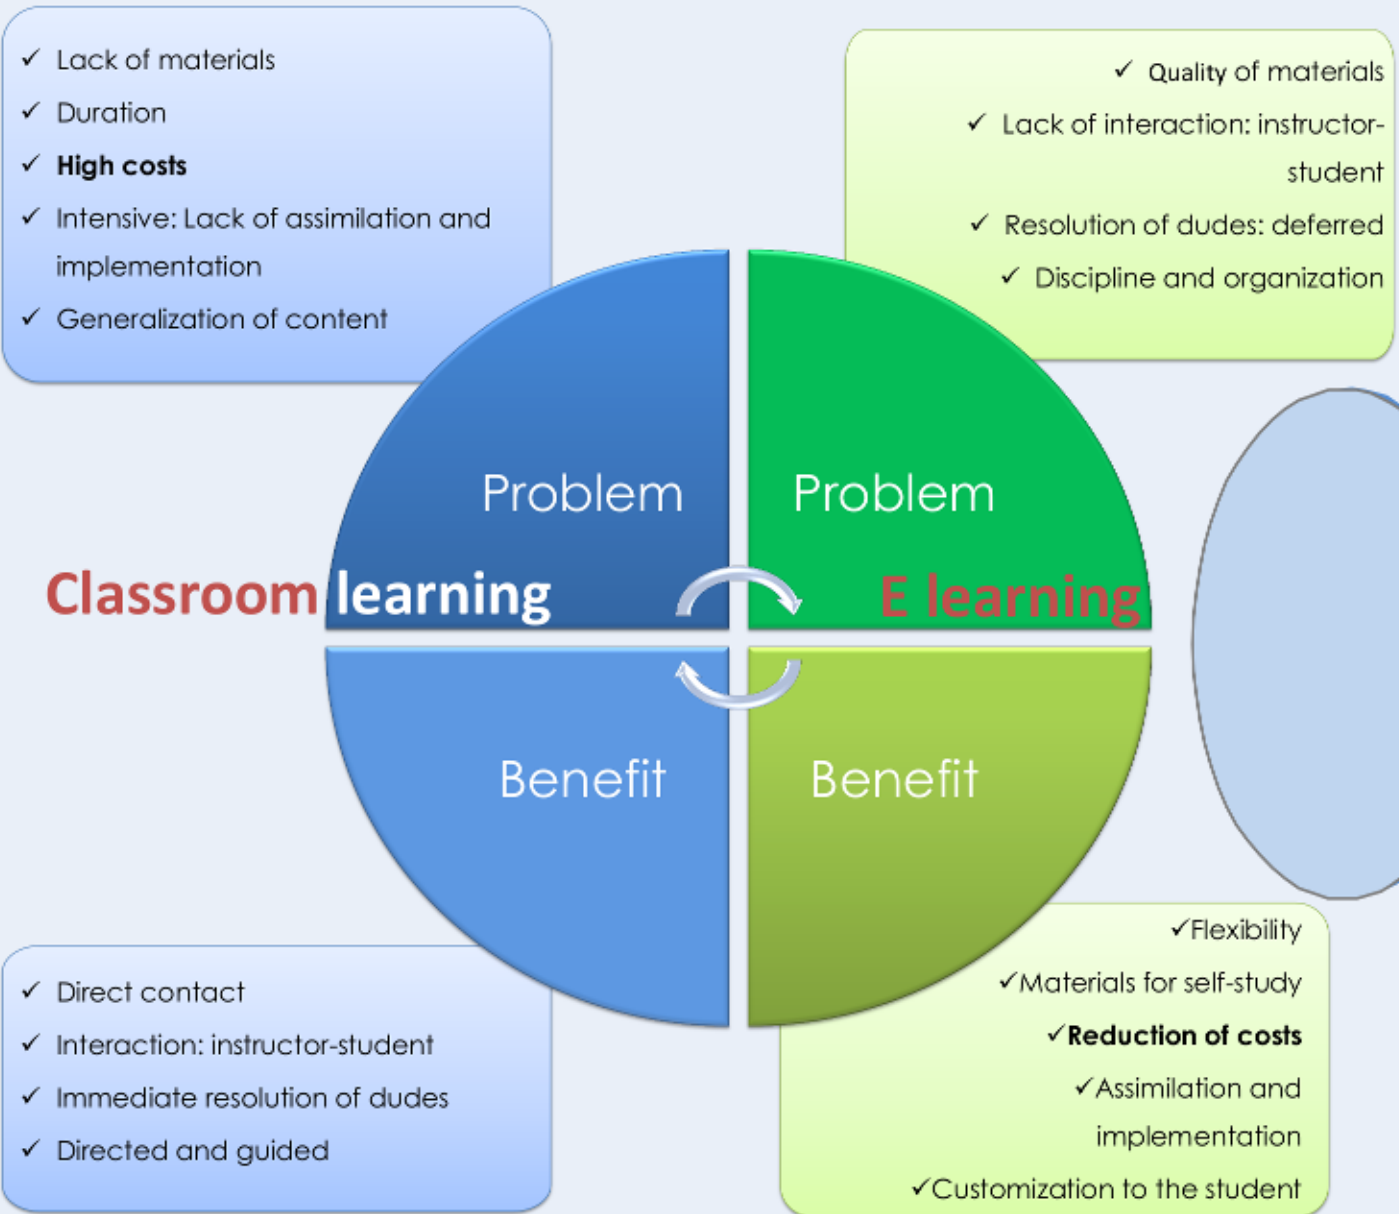 ✓ Lack of materials
✓ Duration
✓ High costs
✓ Intensive: Lack of assimilation and
implementation
✓ Generalization of content
✓ Quality of materials
✓ Lack of interaction: instructor-
student
✓ Resolution of dudes: deferred
✓ Discipline and organization
Problem
Problem
Classroom learning
E learning
Benefit
Benefit
✓ Direct contact
✓ Interaction: instructor-student
✓ Immediate resolution of dudes
✓ Directed and guided
✓Flexibility
✓Materials for self-study
✓Reduction of costs
✓Assimilation and
implementation
✓Customization to the student